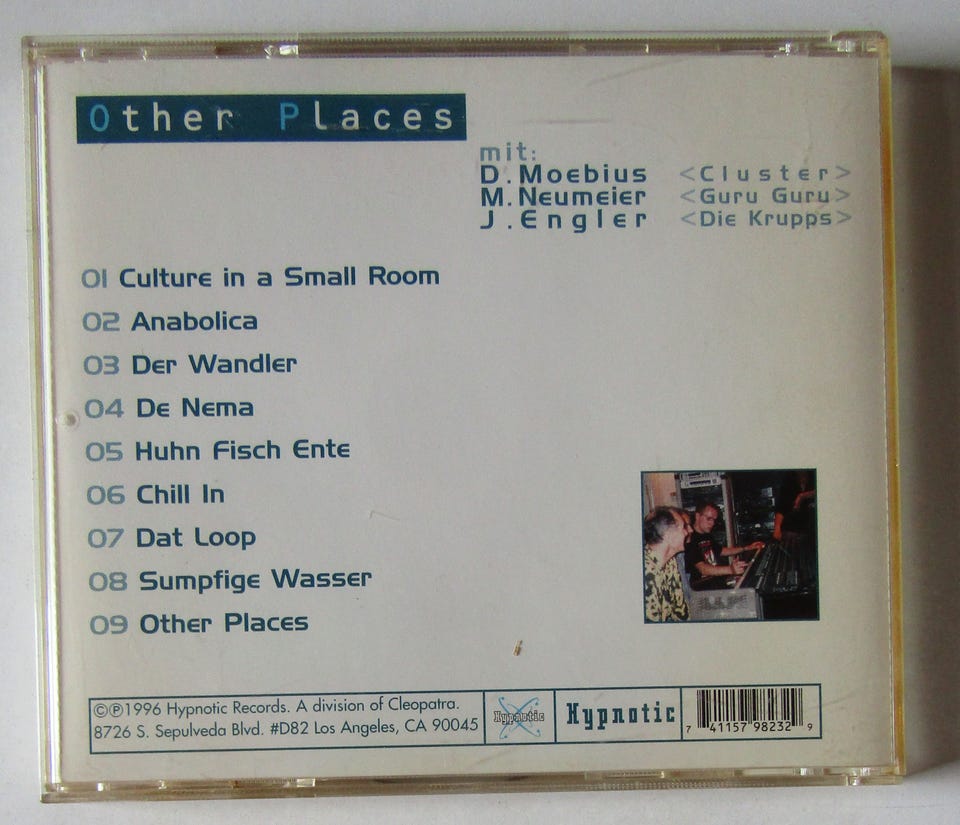 Other Places
mit:
D. Moebius <Cluster>
M. Neumeier <Guru Guru>
J. Engler <Die Krupps>
01 Culture in a Small Room
02 Anabolica
03 Der Wandler
04 De Nema
05 Huhn Fisch Ente
06 Chill In
07 Dat Loop
08 Sumpfige Wasser
09 Other Places
©℗1996 Hypnotic Records. A division of Cleopatra.
8726 S. Sepulveda Blvd. #D82 Los Angeles, CA 90045
Hypnotic
Hypnotic
7 41157 98232 9